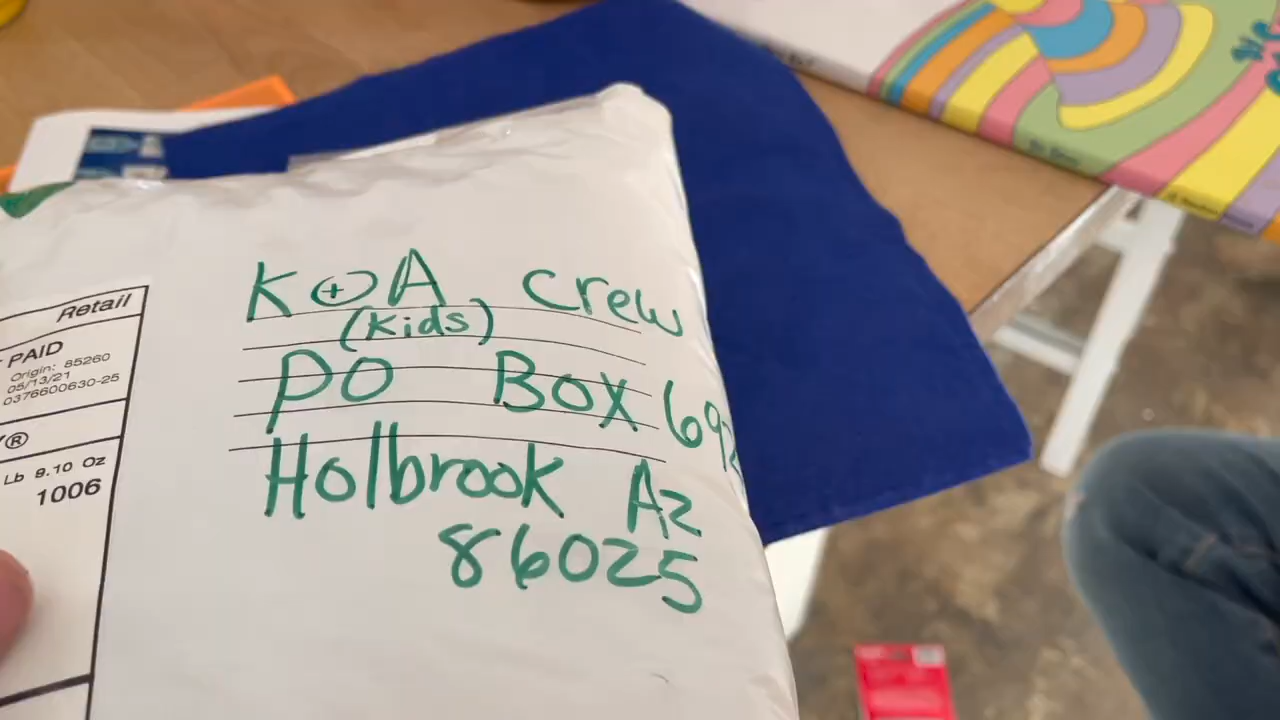 K + A Crew
(Kids)
PO Box 692
Holbrook Az
86025
Retail
PAID
Origin: 85260
05/13/21
0376600630-25
®
Lb 9.10 Oz
1006